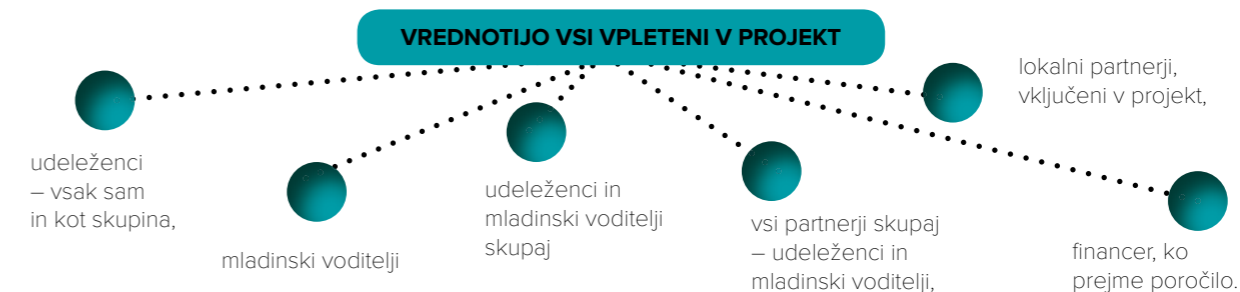 VREDNOTIJO VSI VPLETENI V PROJEKT
udeleženci
– vsak sam
in kot skupina,
mladinski voditelji
udeleženci in
mladinski voditelji
skupaj
vsi partnerji skupaj
– udeleženci in
mladinski voditelji,
lokalni partnerji,
vključeni v projekt,
financer, ko
prejme poročilo.